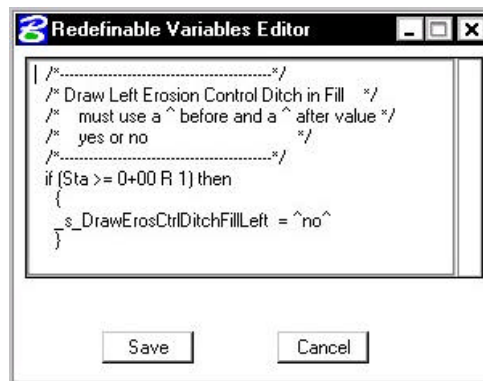 Redefinable Variables Editor
/*------------------------------------------*/
/* Draw Left Erosion Control Ditch in Fill */
/* must use a ^ before and a ^ after value */
/* yes or no */
/*------------------------------------------*/
if (Sta >= 0+00 R 1) then
{
_s_DrawErosCtrlDitchFillLeft = ^no^
}
Save Cancel